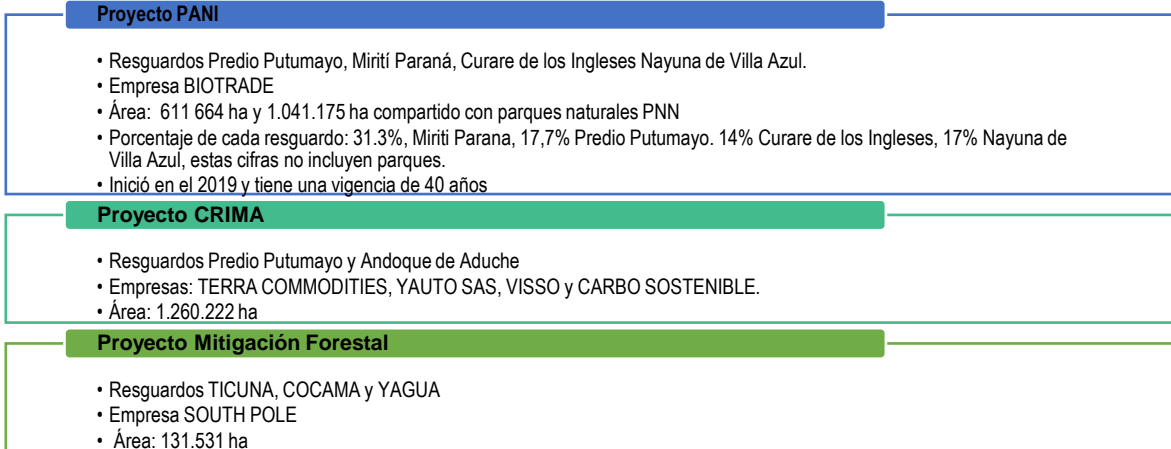 Proyecto PANI
• Resguardos Predio Putumayo, Mirití Paraná, Curare de los Ingleses Nayuna de Villa Azul.
• Empresa BIOTRADE
• Área: 611 664 ha y 1.041.175 ha compartido con parques naturales PNN
• Porcentaje de cada resguardo: 31.3%, Miriti Parana, 17,7% Predio Putumayo. 14% Curare de los Ingleses, 17% Nayuna de
Villa Azul, estas cifras no incluyen parques.
• Inició en el 2019 y tiene una vigencia de 40 años
Proyecto CRIMA
• Resguardos Predio Putumayo y Andoque de Aduche
• Empresas: TERRA COMMODITIES, YAUTO SAS, VISSO y CARBO SOSTENIBLE.
• Área: 1.260.222 ha
Proyecto Mitigación Forestal
• Resguardos TICUNA, COCAMA y YAGUA
• Empresa SOUTH POLE
• Área: 131.531 ha